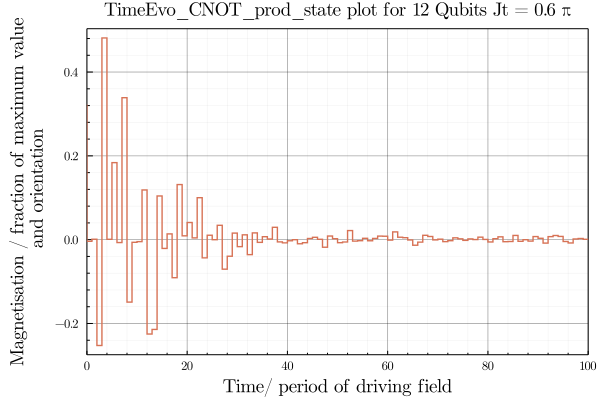 TimeEvo_CNOT_prod_state plot for 12 Qubits Jt = 0.6 π
Magnetisation / fraction of maximum value
and orientation
0.4
0.2
0.0
−0.2
0 20 40 60 80 100
Time/ period of driving field